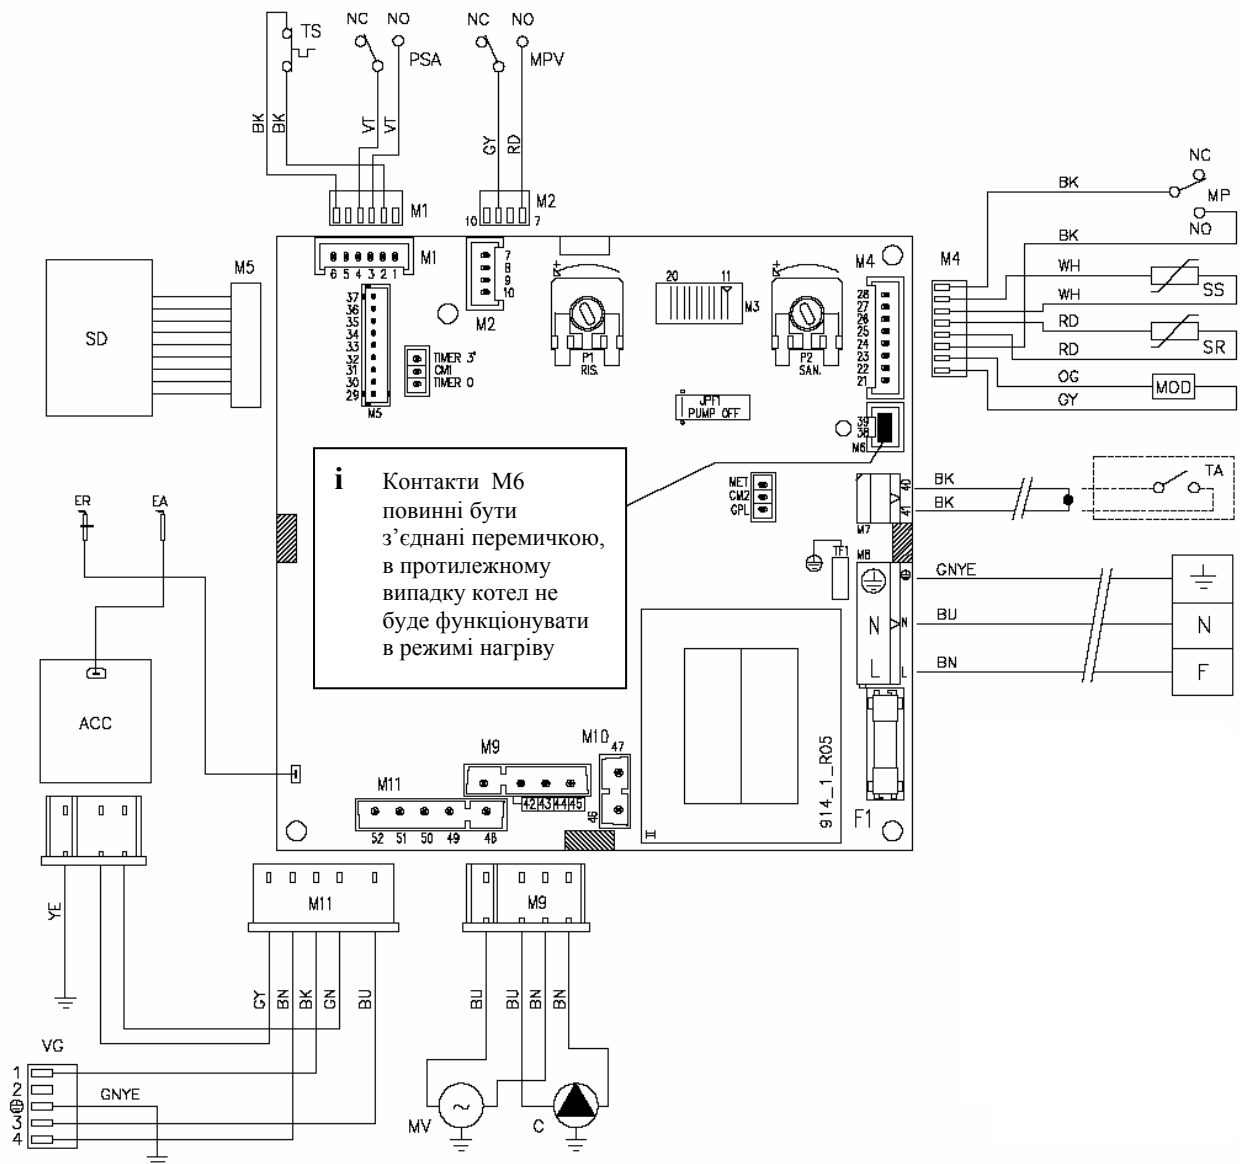 TS
NC NO
PSA
NC NO
MPV
BK
BK
VT
VT
GY
RD
M1
10 M2 7
NC
MP
NO
BK
BK
WH
WH
SS
RD
RD
SR
OG
MOD
GY
M4
M5
SD
M1
6 5 4 3 2 1
7
8
9
10
M2
37
36
35
34
33
32
31
30
29
M5
TIMER 3'
CM1
TIMER 0
+
P1
RIS.
20 11
M3
+
P2
SAN.
M4
28
27
26
25
24
23
22
21
JPF1
PUMP OFF
39
38
M6
і Контакти М6
повинні бути
з’єднані перемичкою,
в протилежному
випадку котел не
буде функціонувати
в режимі нагріву
MET
CM2
GPL
40
41
M7
BK
BK
TA
TF1
M8
GNYE
N N
BU
N
L L
BN
F
ER EA
ACC
M9
42 43 44 45
M10
47
46
M11
52 51 50 49 48
914_1_R05
F1
YE
M11
M9
GY
BN
BK
GN
BU
BU
BU
BN
BN
VG
1
2
3
4
GNYE
MV
~
C